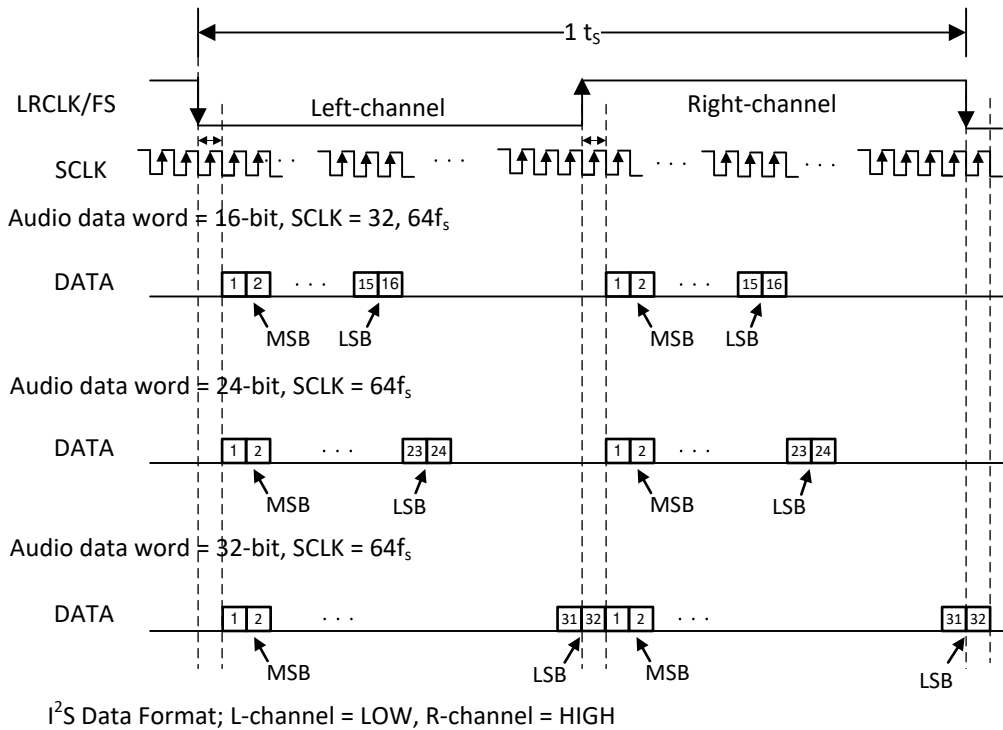 1 tS
LRCLK/FS
Left-channel
Right-channel
SCLK
Audio data word = 16-bit, SCLK = 32, 64fs
DATA
1 2 · · · 15 16
1 2 · · · 15 16
MSB LSB
MSB LSB
Audio data word = 24-bit, SCLK = 64fs
DATA
1 2 · · · 23 24
1 2 · · · 23 24
MSB LSB
MSB LSB
Audio data word = 32-bit, SCLK = 64fs
DATA
1 2 · · · 31 32
1 2 · · · 31 32
MSB LSB
MSB LSB
I2S Data Format; L-channel = LOW, R-channel = HIGH